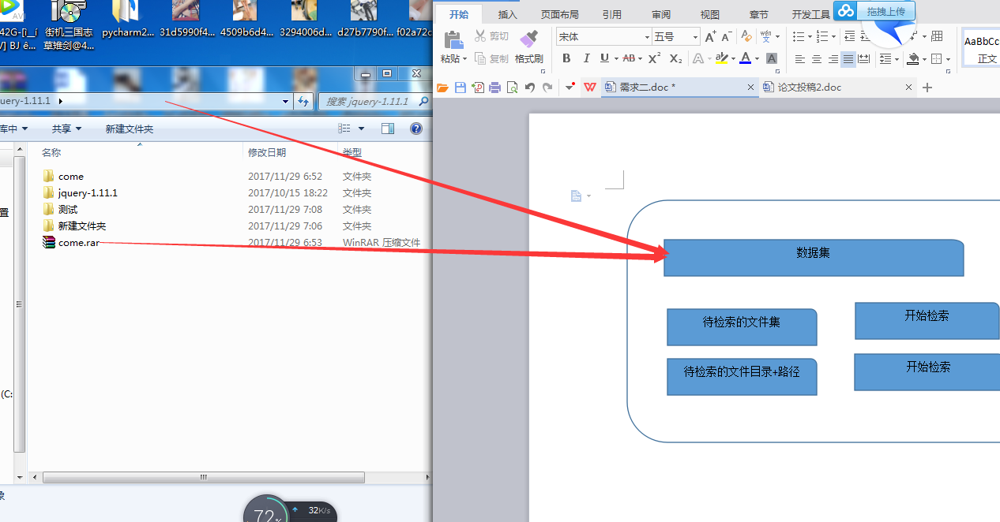 AVI
42G-[i_í
V] BJ ê...
街机三国志
草雉剑@4...
pycharm2...
31d5990f4...
4509b6d4...
3294006d...
d27b7790f...
f02a72c
uery-1.11.1
搜索 jquery-1.11.1
库中
共享
新建文件夹
名称
修改日期
类型
come
2017/11/29 6:52
文件夹
jquery-1.11.1
2017/10/15 18:22
文件夹
测试
2017/11/29 7:08
文件夹
新建文件夹
2017/11/29 7:06
文件夹
come.rar
2017/11/29 6:53
WinRAR 压缩文件
置
(C:
象
72%
32K/s
开始
插入
页面布局
引用
审阅
视图
章节
开发工具
拖拽上传
粘贴
剪切
复制
格式刷
宋体
五号
A+
A-
wén
文
B
I
U
AB
X²
X₂
A
ab
A
A
AaBbCc
正文
需求二.doc *
论文投稿2.doc
数据集
待检索的文件集
开始检索
待检索的文件目录+路径
开始检索